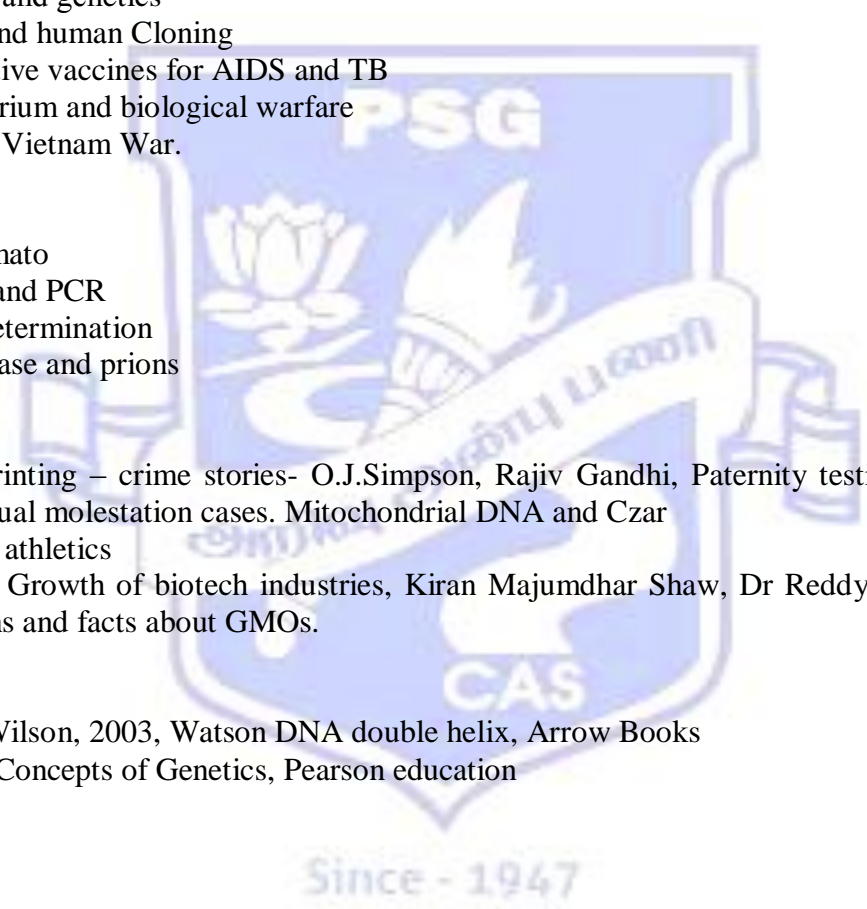 and genetics
nd human Cloning
tive vaccines for AIDS and TB
rium and biological warfare
Vietnam War.
PSG
nato
and PCR
etermination
ase and prions
rinting – crime stories- O.J.Simpson, Rajiv Gandhi, Paternity testi
ual molestation cases. Mitochondrial DNA and Czar
athletics
Growth of biotech industries, Kiran Majumdhar Shaw, Dr Reddy
ns and facts about GMOs.
CAS
Wilson, 2003, Watson DNA double helix, Arrow Books
Concepts of Genetics, Pearson education
Since - 1947